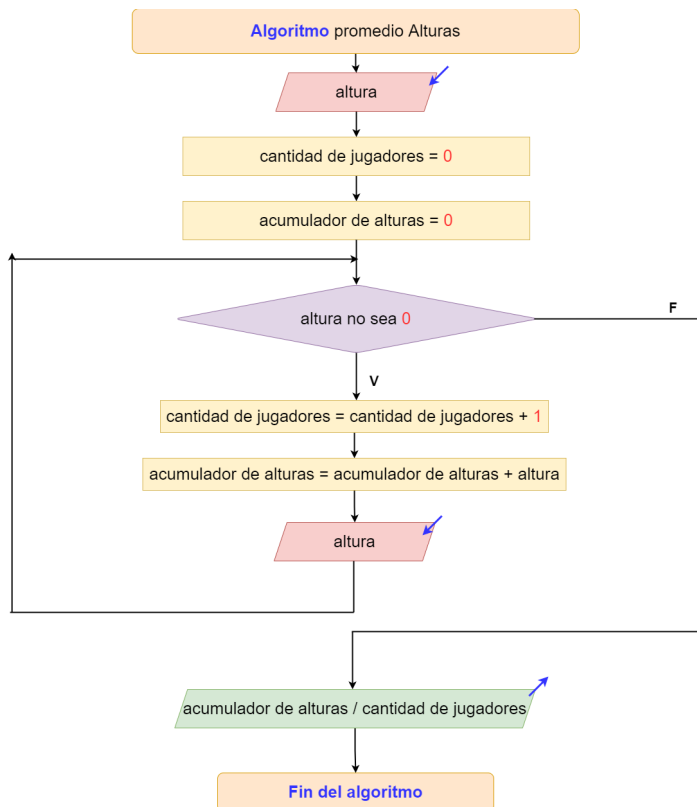 Algoritmo promedio Alturas
altura
cantidad de jugadores = 0
acumulador de alturas = 0
altura no sea 0
F
V
cantidad de jugadores = cantidad de jugadores + 1
acumulador de alturas = acumulador de alturas + altura
altura
acumulador de alturas / cantidad de jugadores
Fin del algoritmo